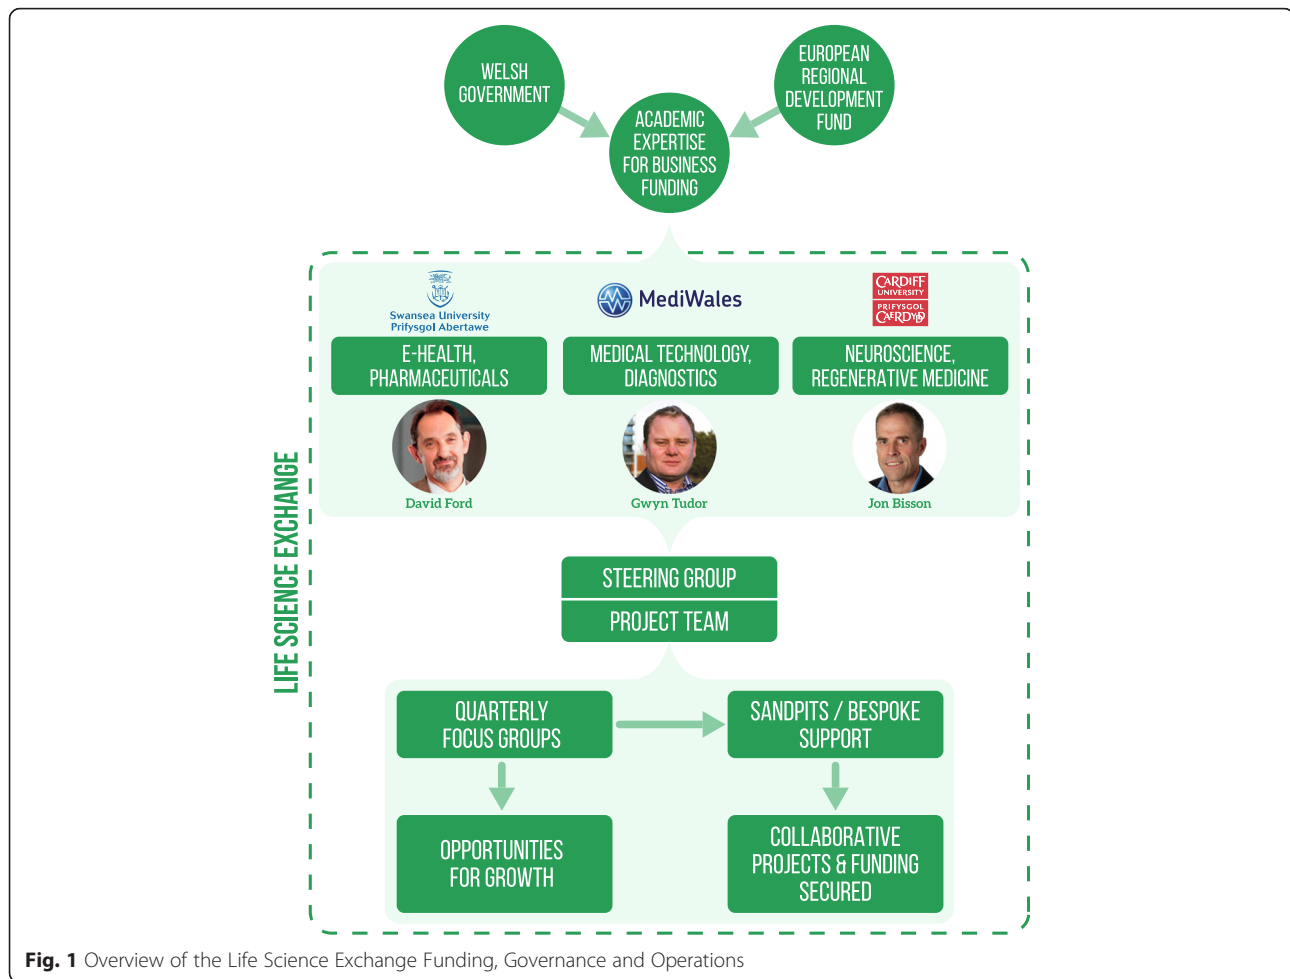 WELSH
GOVERNMENT
EUROPEAN
REGIONAL
DEVELOPMENT
FUND
ACADEMIC
EXPERTISE
FOR BUSINESS
FUNDING
LIFE SCIENCE EXCHANGE
Swansea University
Prifysgol Abertawe
MediWales
CARDIFF
UNIVERSITY
PRIFYSGOL
CAERDYDD
E-HEALTH,
PHARMACEUTICALS
MEDICAL TECHNOLOGY,
DIAGNOSTICS
NEUROSCIENCE,
REGENERATIVE MEDICINE
David Ford
Gwyn Tudor
Jon Bisson
STEERING GROUP
PROJECT TEAM
QUARTERLY
FOCUS GROUPS
SANDPITS / BESPOKE
SUPPORT
OPPORTUNITIES
FOR GROWTH
COLLABORATIVE
PROJECTS & FUNDING
SECURED
Fig. 1 Overview of the Life Science Exchange Funding, Governance and Operations